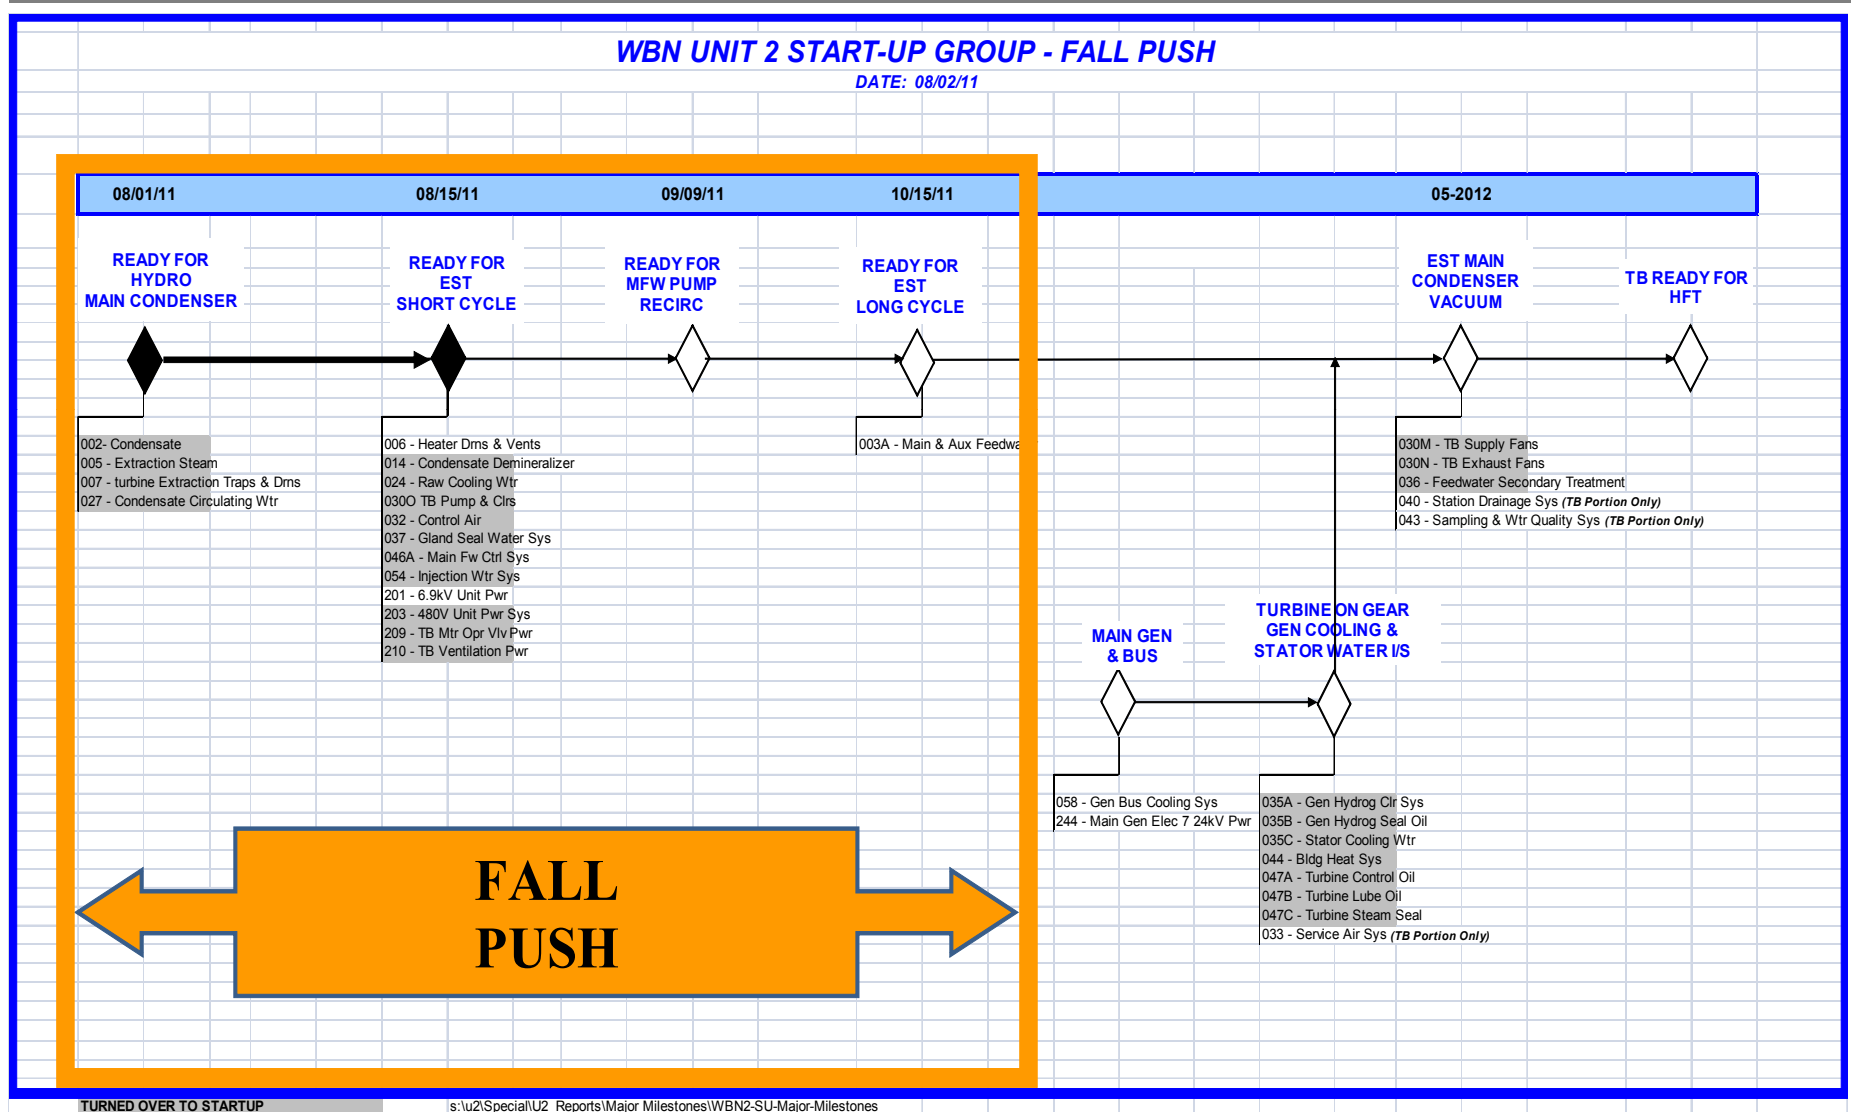 WBN UNIT 2 START-UP GROUP - FALL PUSH
DATE: 08/02/11
08/01/11
08/15/11
09/09/11
10/15/11
05-2012
READY FOR
HYDRO
MAIN CONDENSER
READY FOR
EST
SHORT CYCLE
READY FOR
MFW PUMP
RECIRC
READY FOR
EST
LONG CYCLE
EST MAIN
CONDENSER
VACUUM
TB READY FOR
HFT
002- Condensate
005 - Extraction Steam
007 - turbine Extraction Traps & Drns
027 - Condensate Circulating Wtr
006 - Heater Drns & Vents
014 - Condensate Demineralizer
024 - Raw Cooling Wtr
030O TB Pump & Clrs
032 - Control Air
037 - Gland Seal Water Sys
046A - Main Fw Ctrl Sys
054 - Injection Wtr Sys
201 - 6.9kV Unit Pwr
203 - 480V Unit Pwr Sys
209 - TB Mtr Opr Vlv Pwr
210 - TB Ventilation Pwr
003A - Main & Aux Feedwa
030M - TB Supply Fans
030N - TB Exhaust Fans
036 - Feedwater Secondary Treatment
040 - Station Drainage Sys (TB Portion Only)
043 - Sampling & Wtr Quality Sys (TB Portion Only)
MAIN GEN
& BUS
TURBINE ON GEAR
GEN COOLING &
STATOR WATER I/S
058 - Gen Bus Cooling Sys
244 - Main Gen Elec 7 24kV Pwr
035A - Gen Hydrog Clr Sys
035B - Gen Hydrog Seal Oil
035C - Stator Cooling Wtr
044 - Bldg Heat Sys
047A - Turbine Control Oil
047B - Turbine Lube Oil
047C - Turbine Steam Seal
033 - Service Air Sys (TB Portion Only)
FALL
PUSH
TURNED OVER TO STARTUP
s:\u2\Special\U2_Reports\Major Milestones\WBN2-SU-Major-Milestones